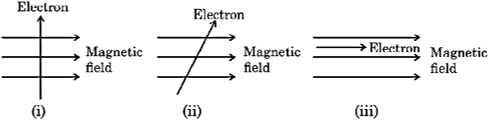 Electron
Magnetic
field
(i)
Electron
Magnetic
field
(ii)
Electron
Magnetic
field
(iii)